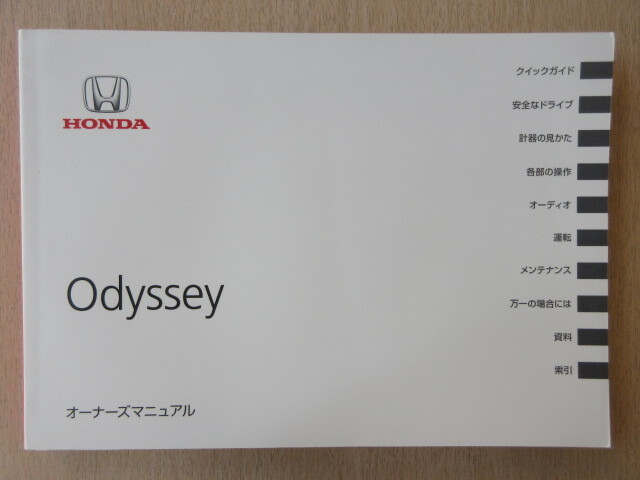 HONDA
Odyssey
オーナーズマニュアル
クイックガイド
安全なドライブ
計器の見かた
各部の操作
オーディオ
運転
メンテナンス
万一の場合には
資料
索引